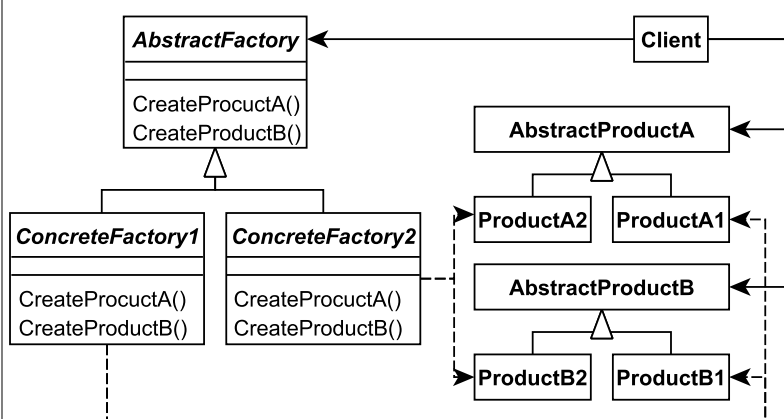 AbstractFactory
CreateProcuctA()
CreateProductB()
Client
AbstractProductA
ProductA2
ProductA1
ConcreteFactory1
CreateProcuctA()
CreateProductB()
ConcreteFactory2
CreateProcuctA()
CreateProductB()
AbstractProductB
ProductB2
ProductB1